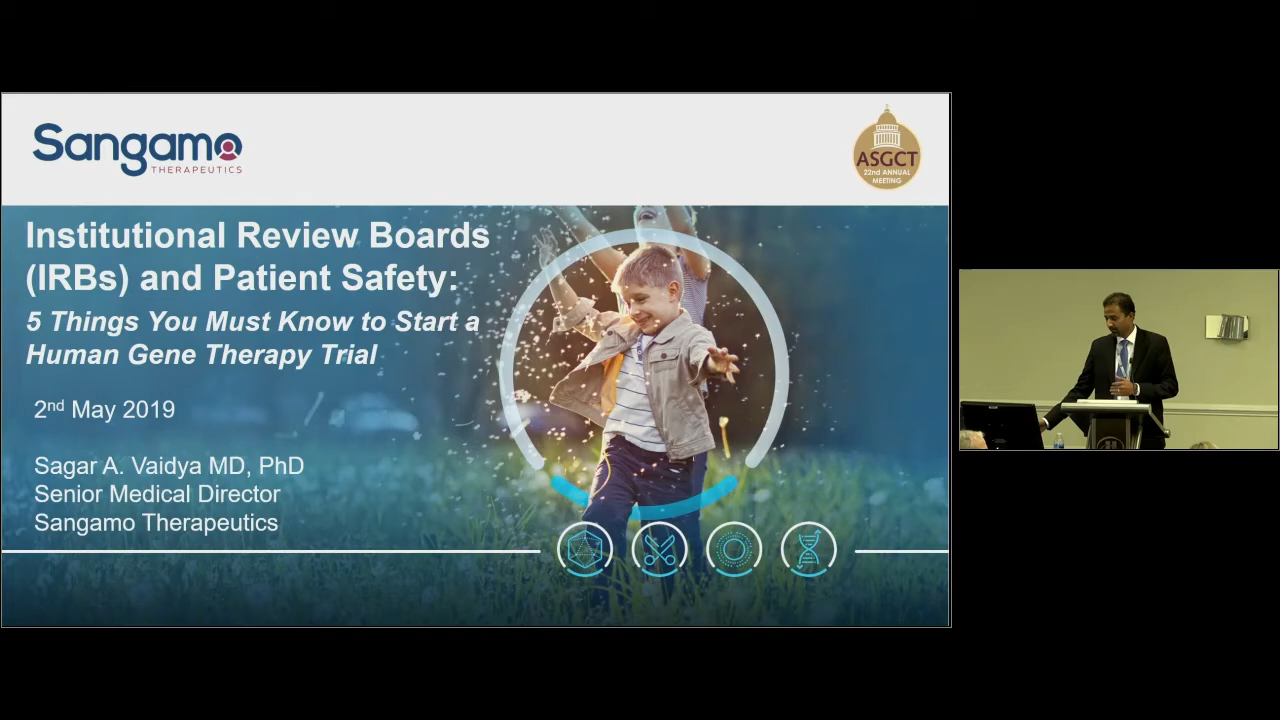 Sangamo
THERAPEUTICS
ASGCT
22nd ANNUAL
MEETING
Institutional Review Boards
(IRBs) and Patient Safety:
5 Things You Must Know to Start a
Human Gene Therapy Trial
2nd May 2019
Sagar A. Vaidya MD, PhD
Senior Medical Director
Sangamo Therapeutics